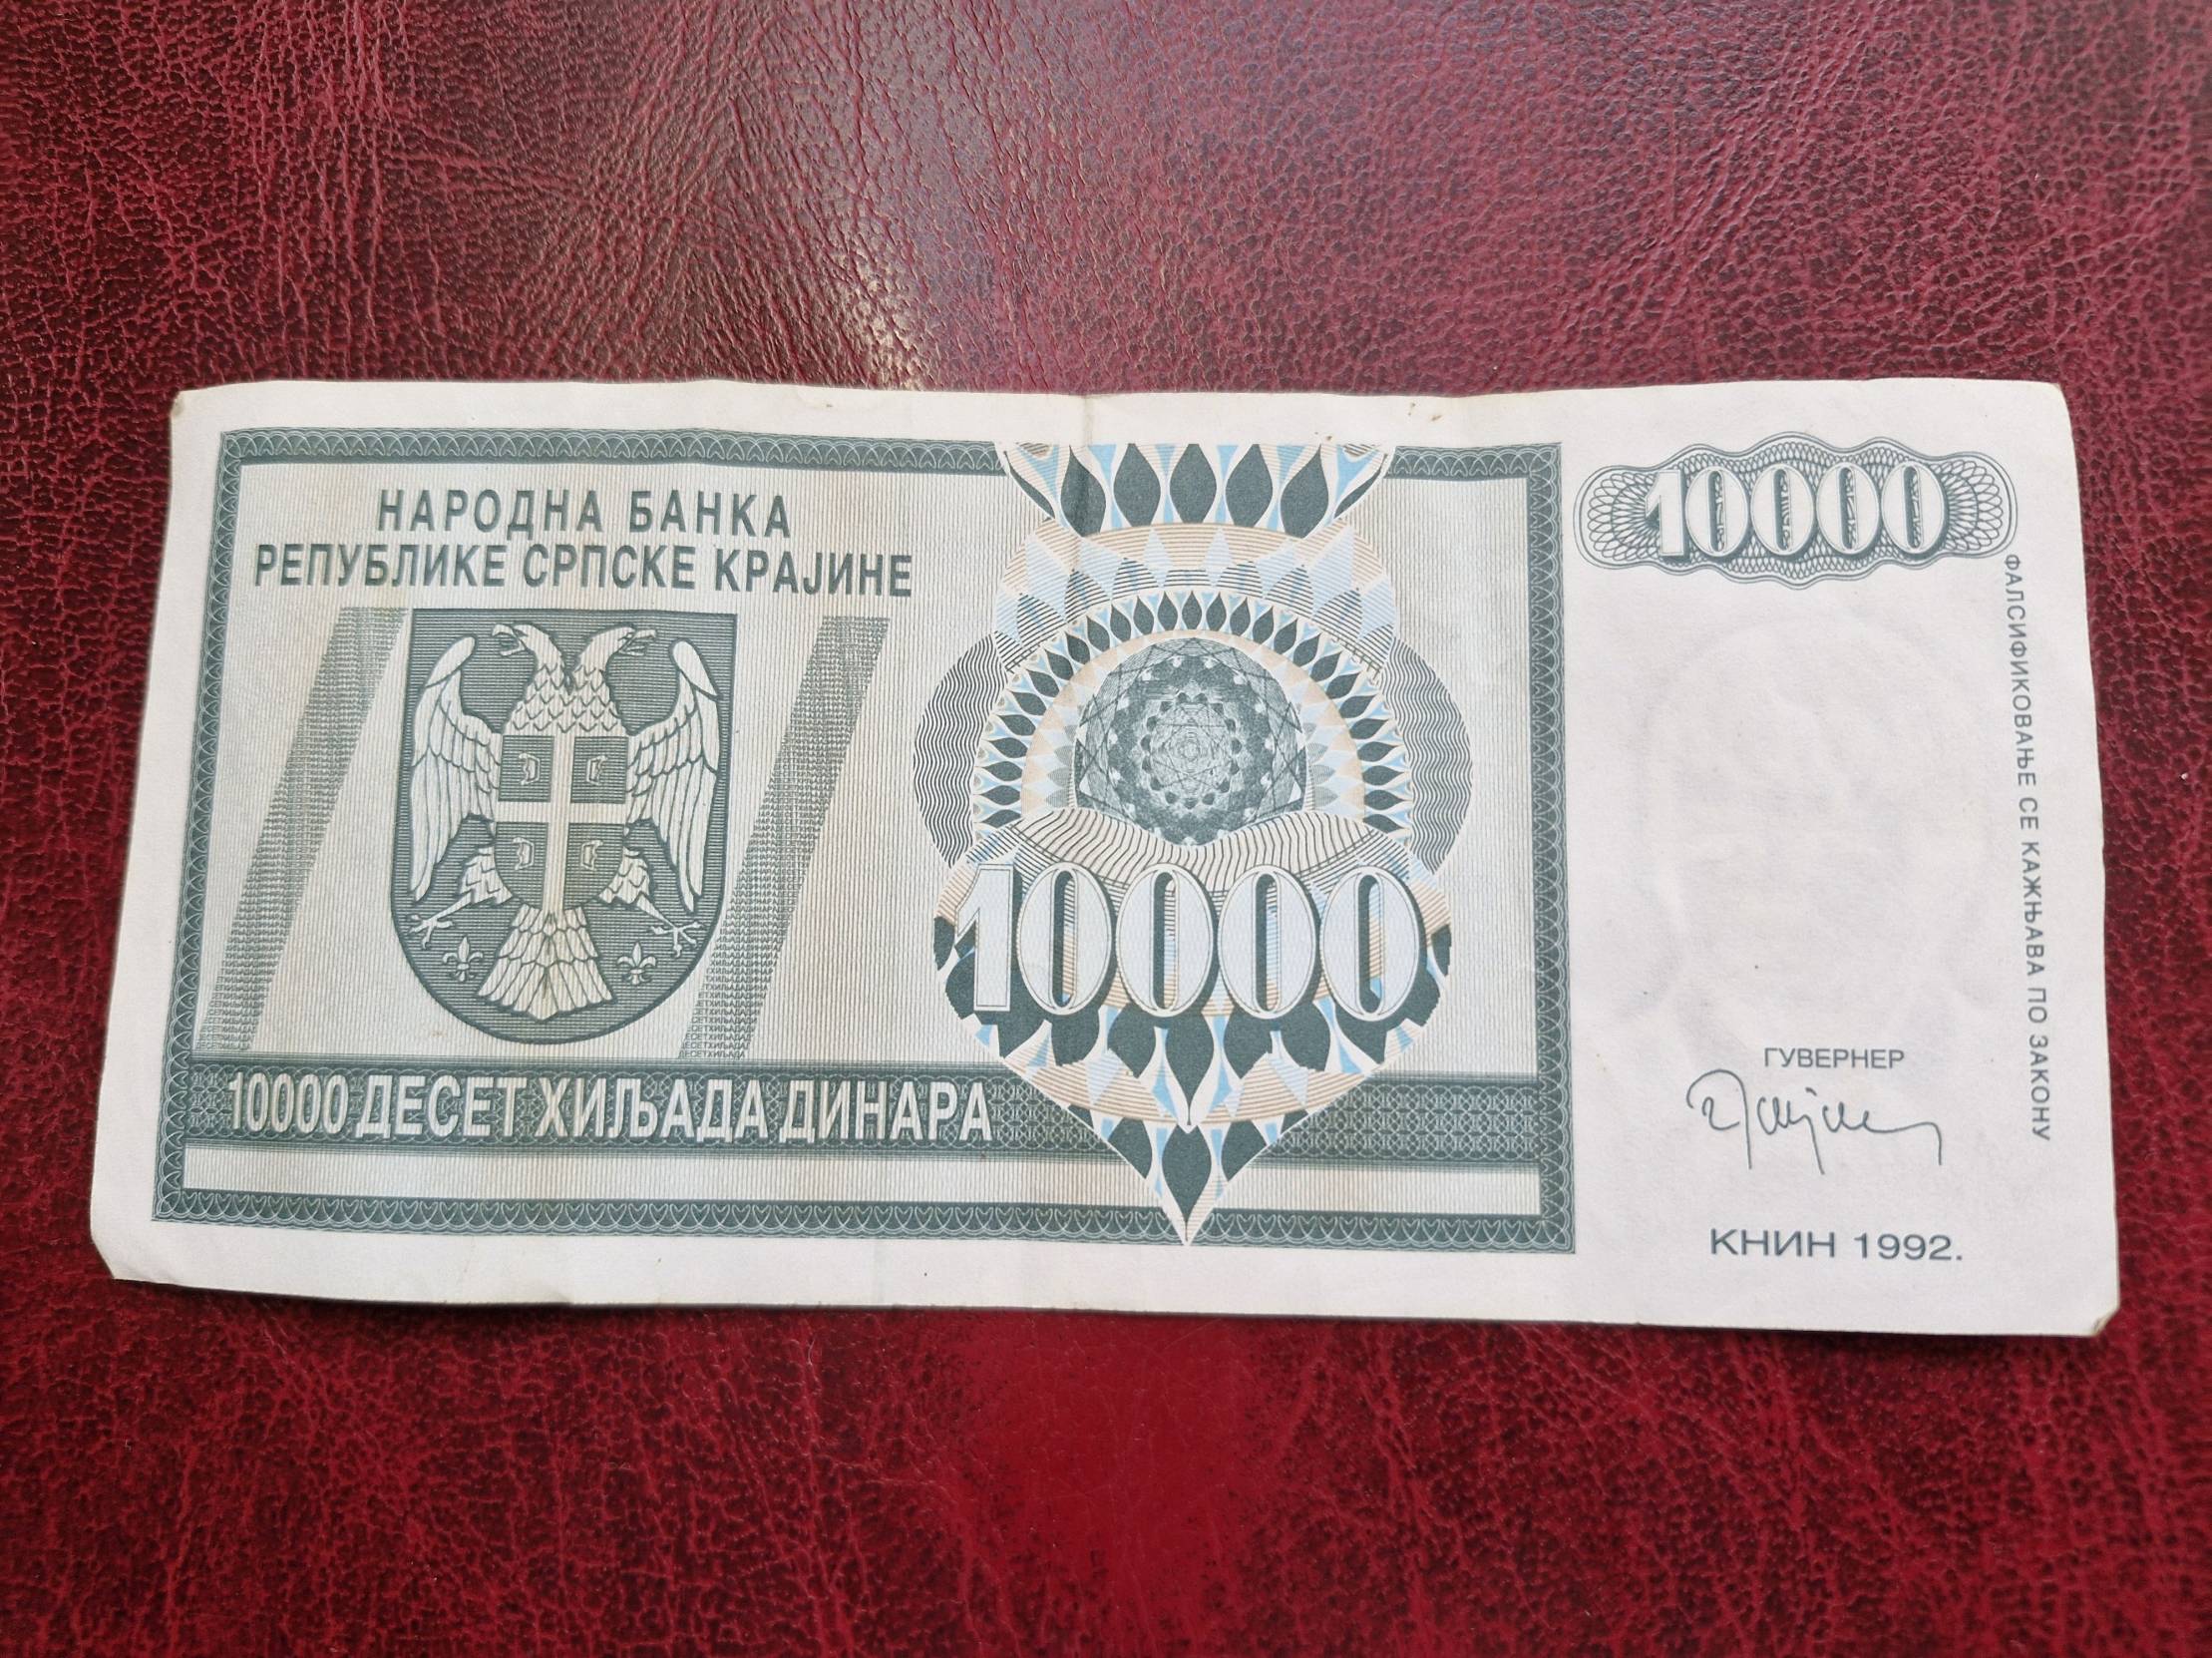 НАРОДНА БАНКА
РЕПУБЛИКЕ СРПСКЕ КРАЈИНЕ
10000
10000
10000 ДЕСЕТ ХИЉАДА ДИНАРА
ФАЛСИФИКОВАЊЕ СЕ КАЖЊАВА ПО ЗАКОНУ
ГУВЕРНЕР
КНИН 1992.